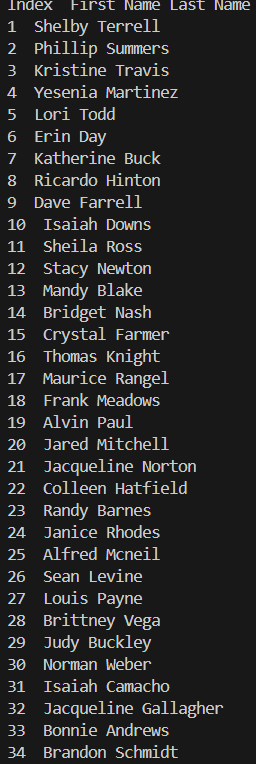 Index  First Name Last Name
1  Shelby Terrell
2  Phillip Summers
3  Kristine Travis
4  Yesenia Martinez
5  Lori Todd
6  Erin Day
7  Katherine Buck
8  Ricardo Hinton
9  Dave Farrell
10  Isaiah Downs
11  Sheila Ross
12  Stacy Newton
13  Mandy Blake
14  Bridget Nash
15  Crystal Farmer
16  Thomas Knight
17  Maurice Rangel
18  Frank Meadows
19  Alvin Paul
20  Jared Mitchell
21  Jacqueline Norton
22  Colleen Hatfield
23  Randy Barnes
24  Janice Rhodes
25  Alfred Mcneil
26  Sean Levine
27  Louis Payne
28  Brittney Vega
29  Judy Buckley
30  Norman Weber
31  Isaiah Camacho
32  Jacqueline Gallagher
33  Bonnie Andrews
34  Brandon Schmidt